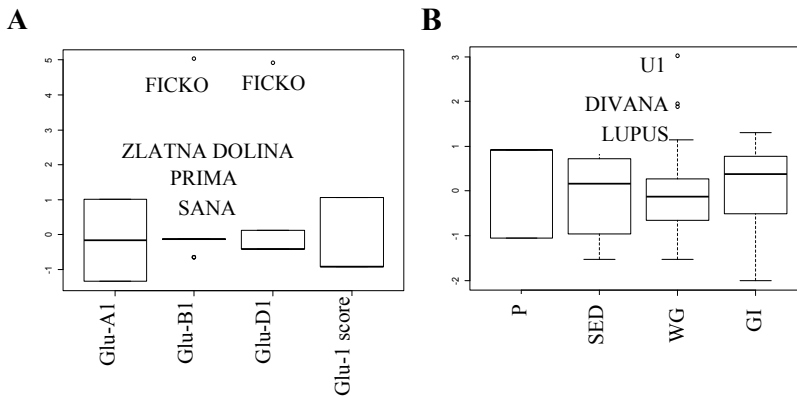 A
5
4
3
2
1
0
-1
FICKO
FICKO
ZLATNA DOLINA
PRIMA
SANA
Glu-A1
Glu-B1
Glu-D1
Glu-1 score
B
3
2
1
0
-1
-2
U1
DIVANA
LUPUS
P
SED
WG
GI